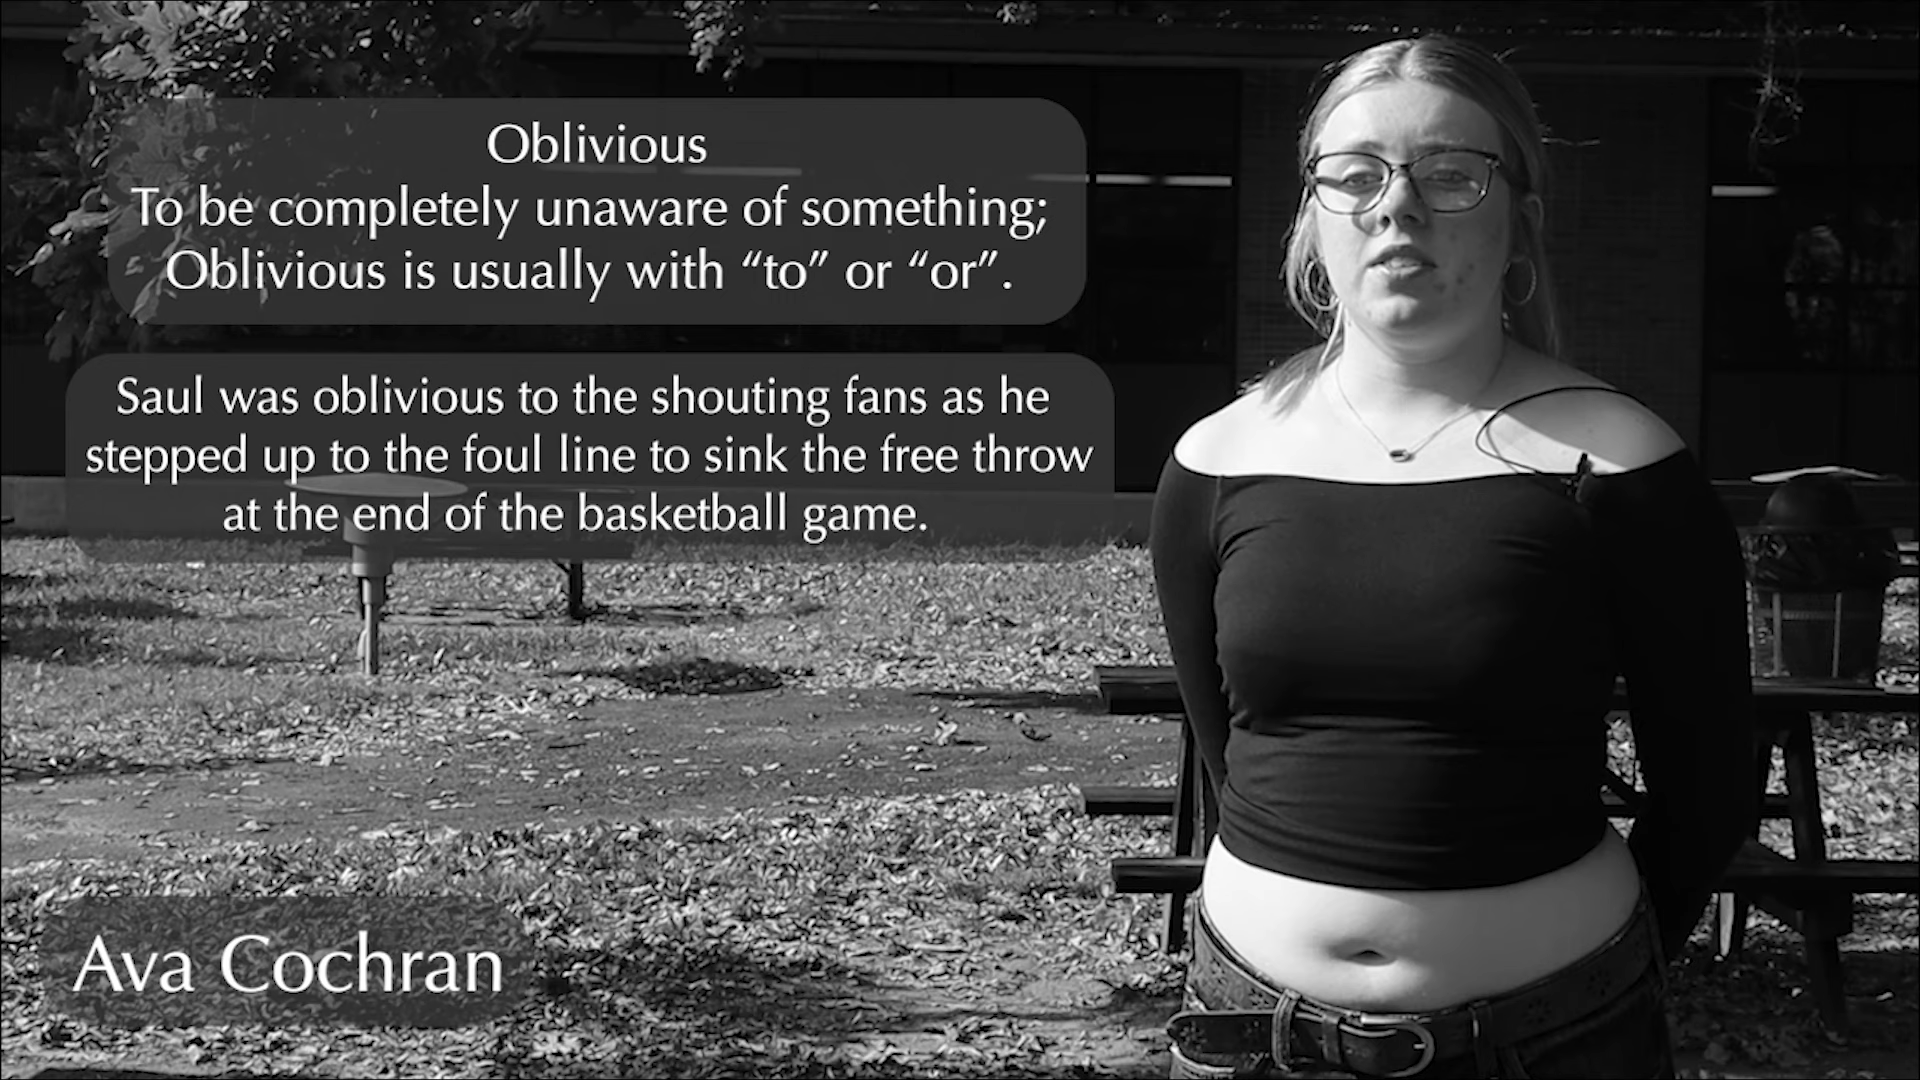 Oblivious
To be completely unaware of something;
Oblivious is usually with “to” or “or”.
Saul was oblivious to the shouting fans as he
stepped up to the foul line to sink the free throw
at the end of the basketball game.
Ava Cochran